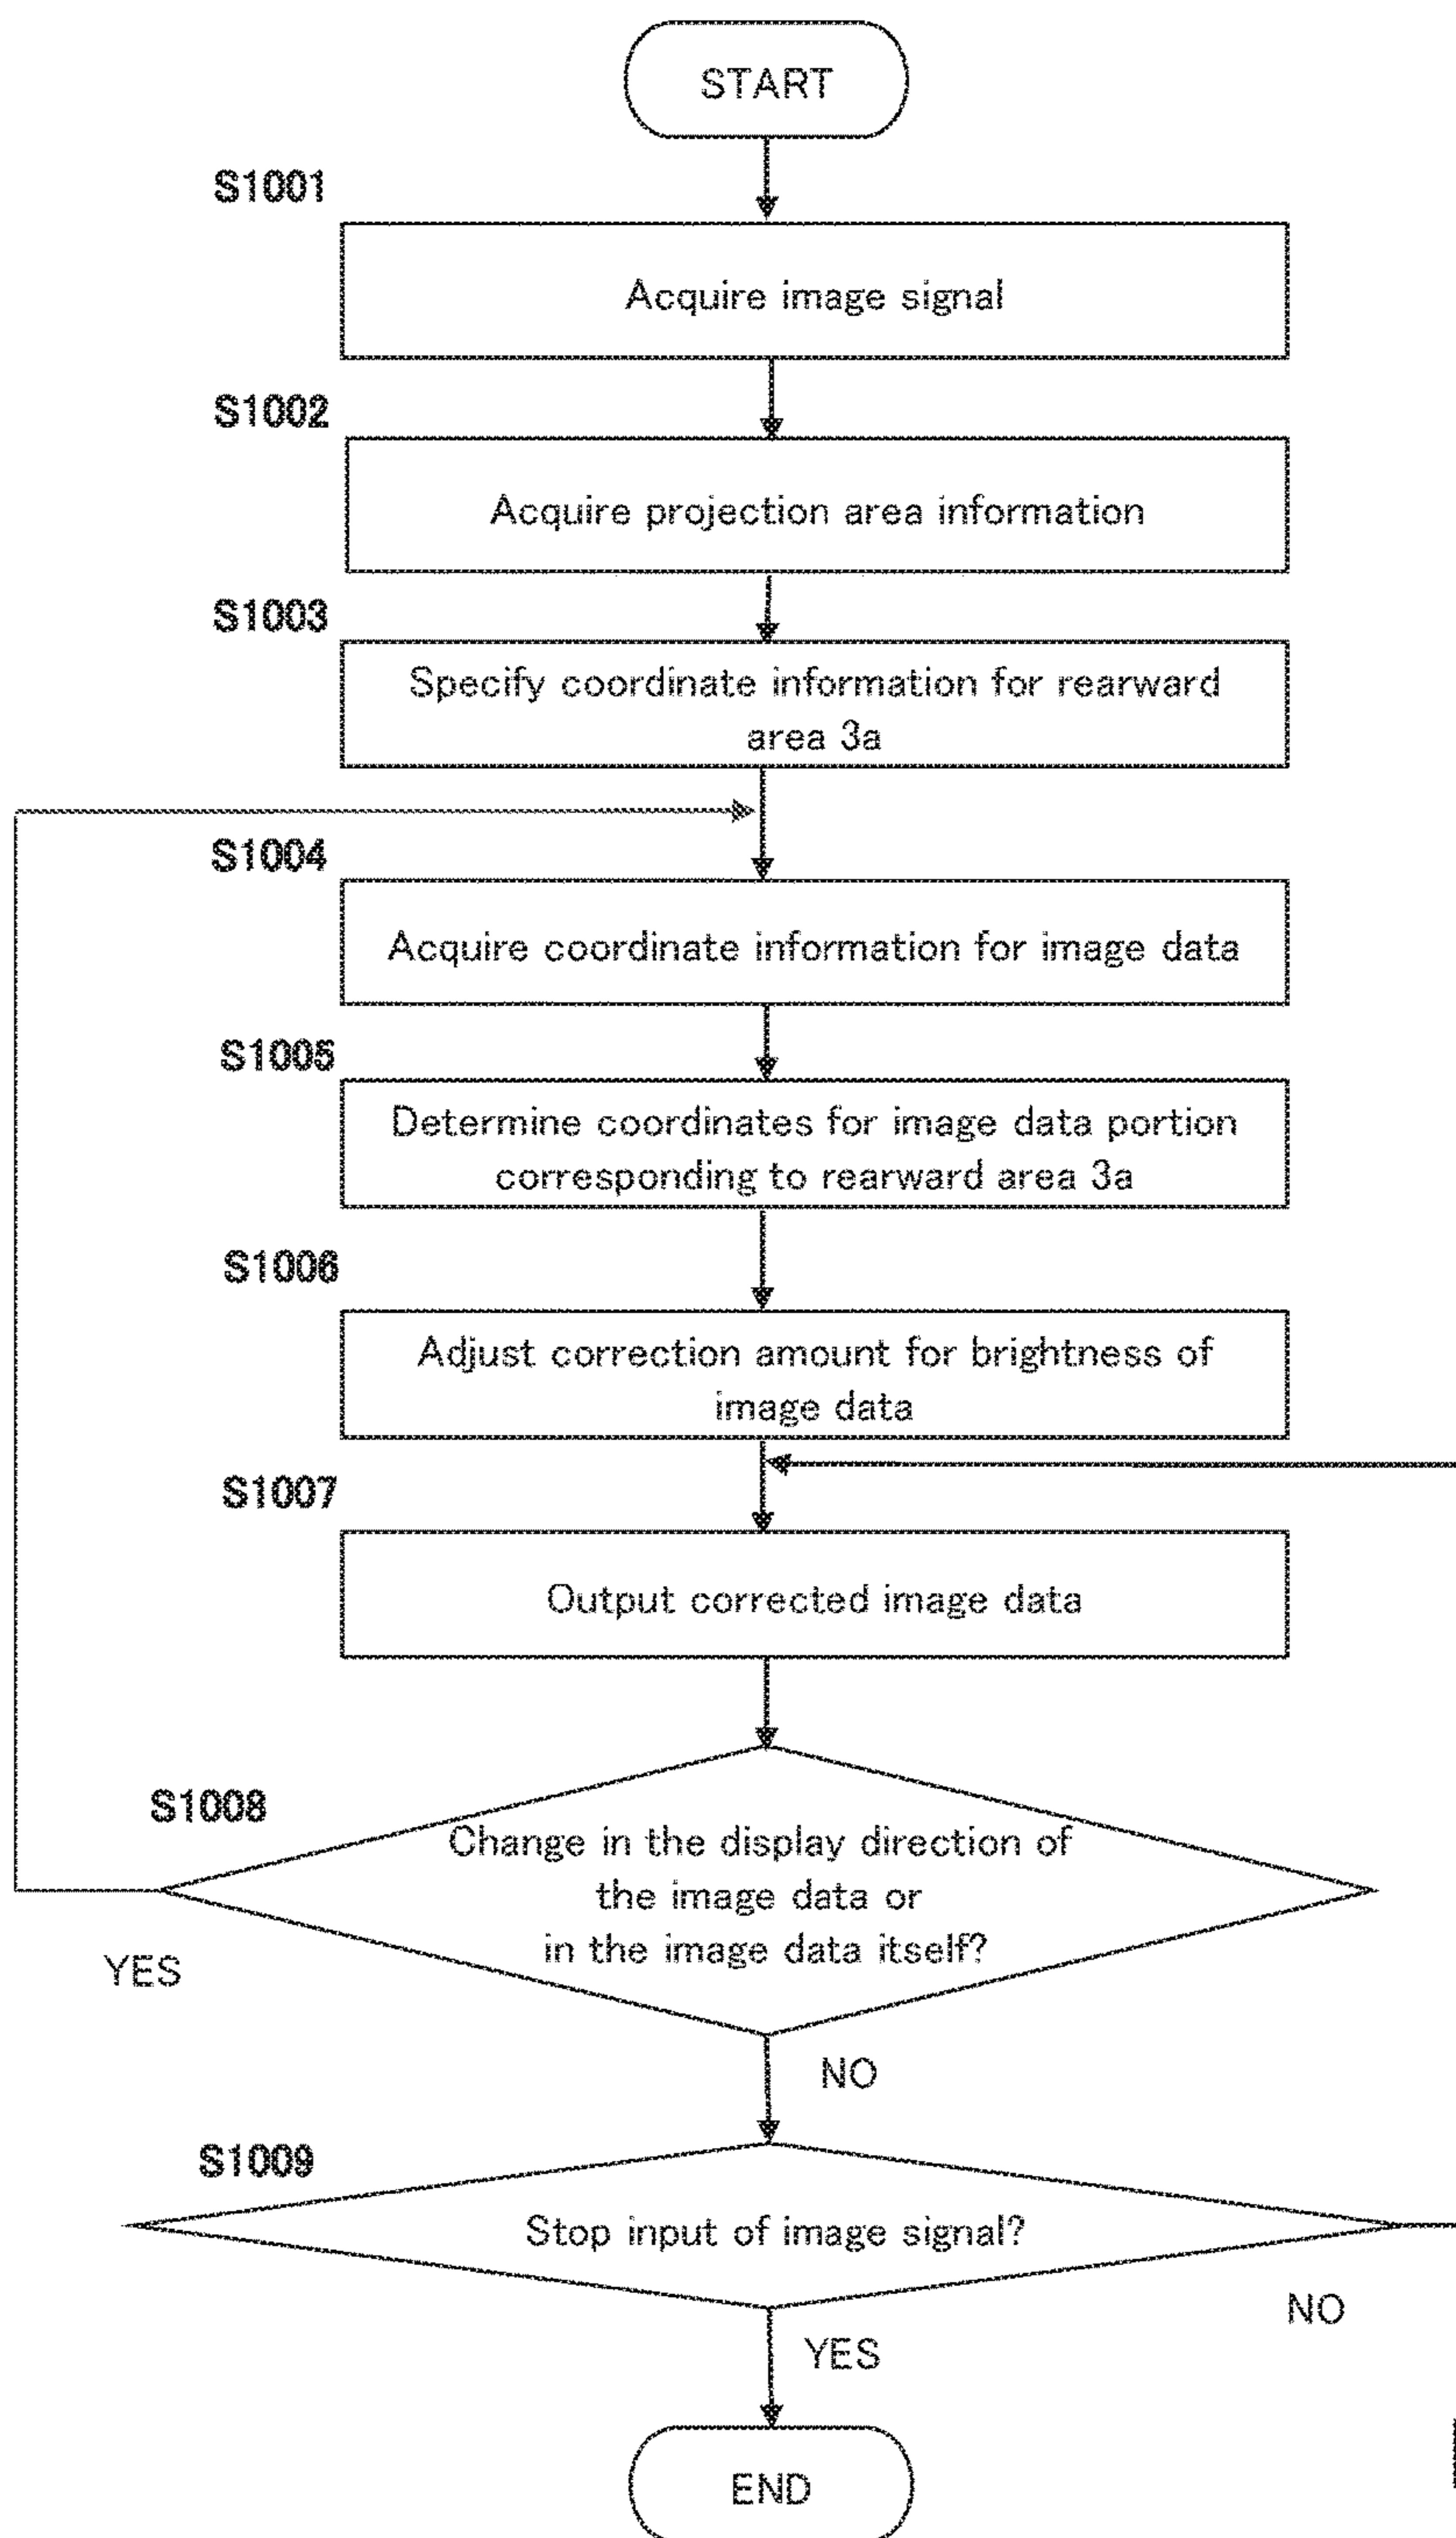 START
S1001
Acquire image signal
S1002
Acquire projection area information
S1003
Specify coordinate information for rearward
area 3a
S1004
Acquire coordinate information for image data
S1005
Determine coordinates for image data portion
corresponding to rearward area 3a
S1006
Adjust correction amount for brightness of
image data
S1007
Output corrected image data
S1008
Change in the display direction of
the image data or
in the image data itself?
YES
NO
S1009
Stop input of image signal?
NO
YES
END